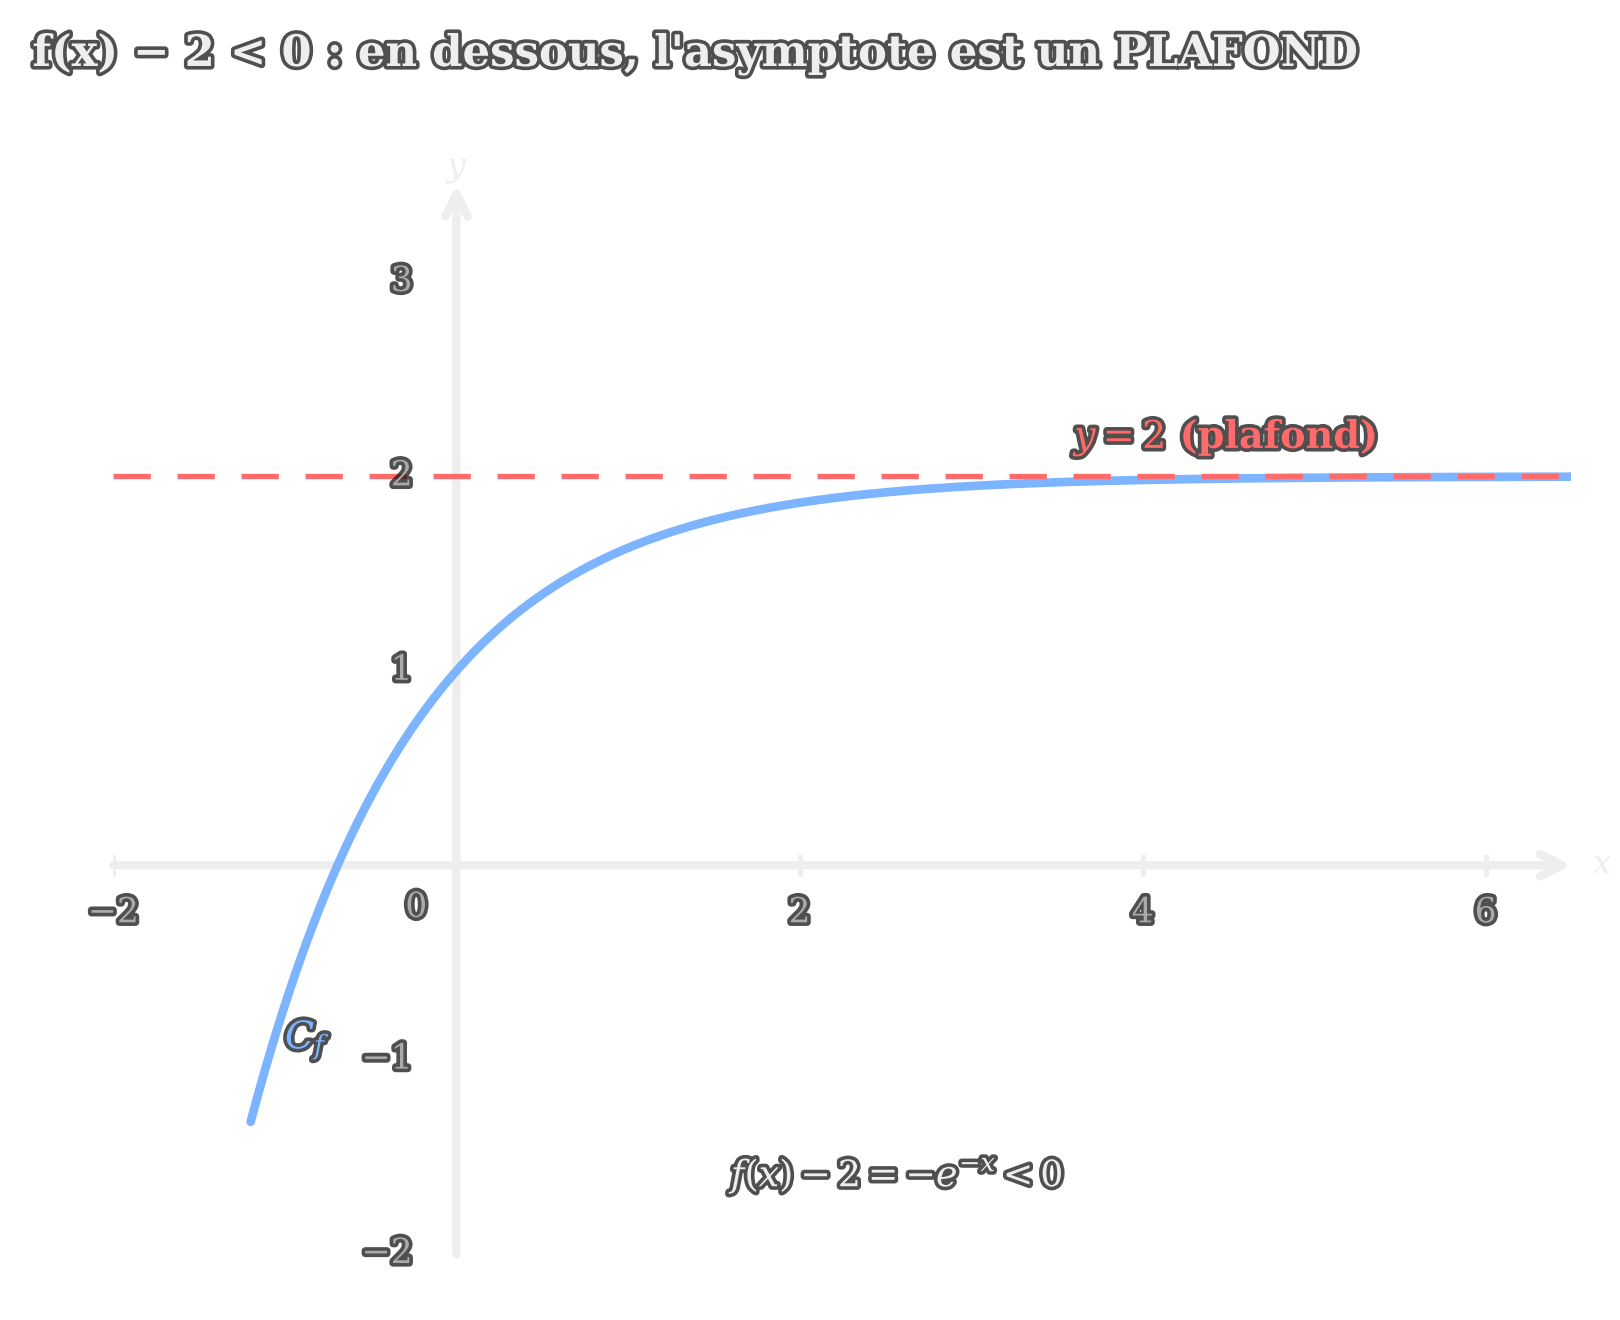 f(x) − 2 < 0 : en dessous, l'asymptote est un PLAFOND
y
3
y = 2 (plafond)
2
1
x
−2 0 2 4 6
C_f
−1
f(x) − 2 = −e^{−x} < 0
−2